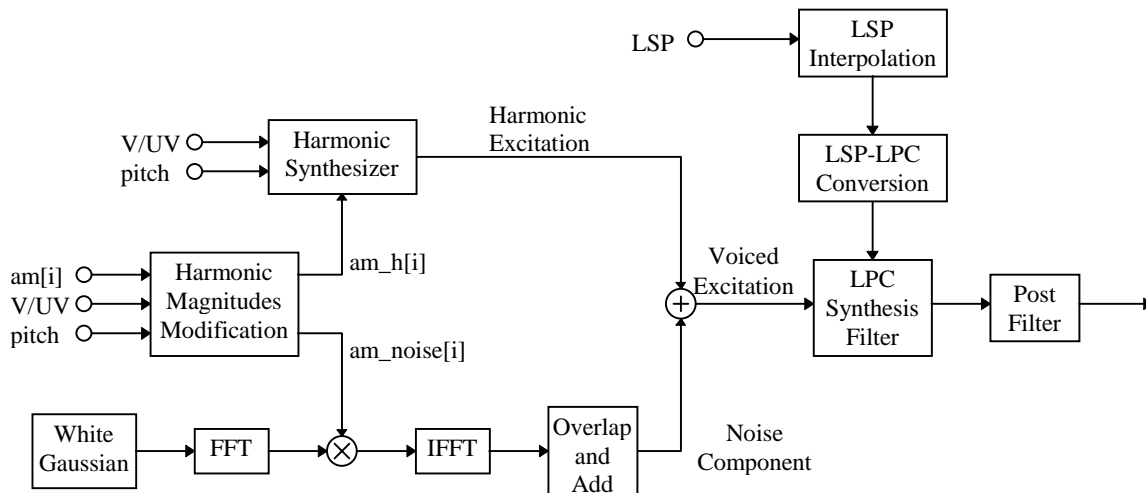 LSP
LSP
Interpolation
Harmonic
Excitation
V/UV
pitch
Harmonic
Synthesizer
LSP-LPC
Conversion
am[i]
V/UV
pitch
Harmonic
Magnitudes
Modification
am_h[i]
am_noise[i]
Voiced
Excitation
LPC
Synthesis
Filter
Post
Filter
White
Gaussian
FFT
IFFT
Overlap
and
Add
Noise
Component